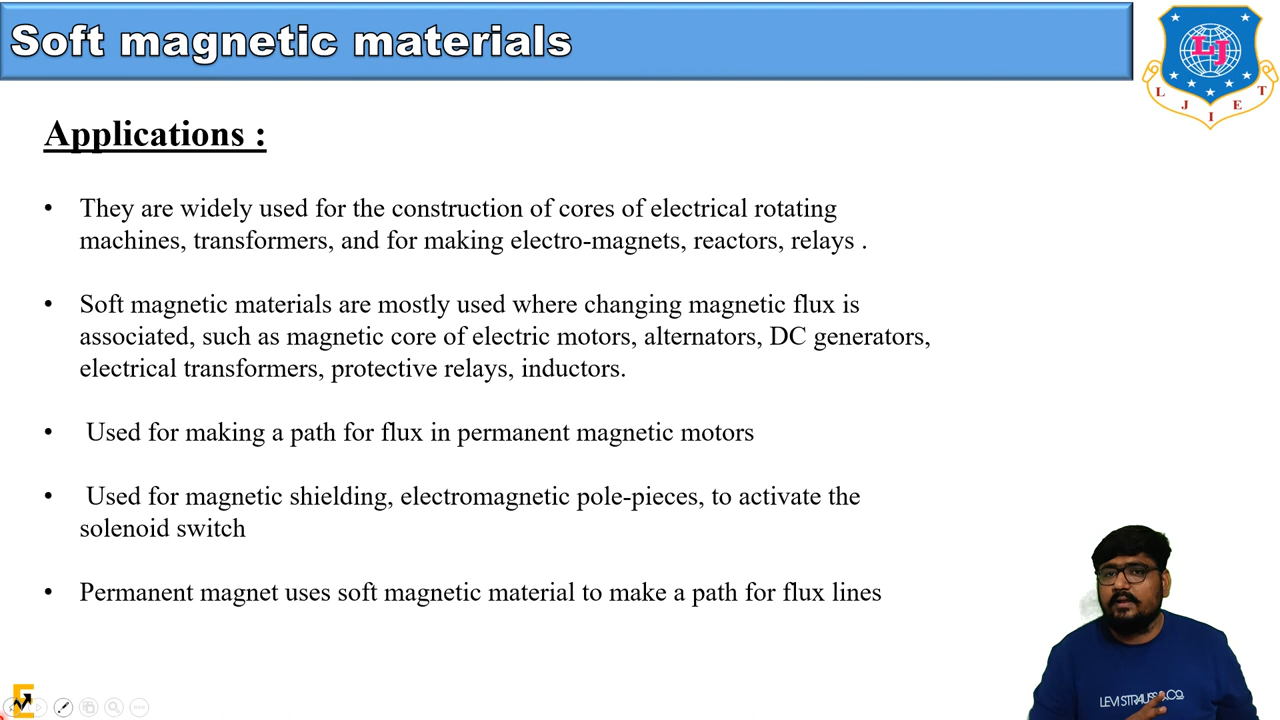 Soft magnetic materials
LJ
L J I E T
Applications :
• They are widely used for the construction of cores of electrical rotating
machines, transformers, and for making electro-magnets, reactors, relays .
• Soft magnetic materials are mostly used where changing magnetic flux is
associated, such as magnetic core of electric motors, alternators, DC generators,
electrical transformers, protective relays, inductors.
• Used for making a path for flux in permanent magnetic motors
• Used for magnetic shielding, electromagnetic pole-pieces, to activate the
solenoid switch
• Permanent magnet uses soft magnetic material to make a path for flux lines
LEVI STRAUSS & CO